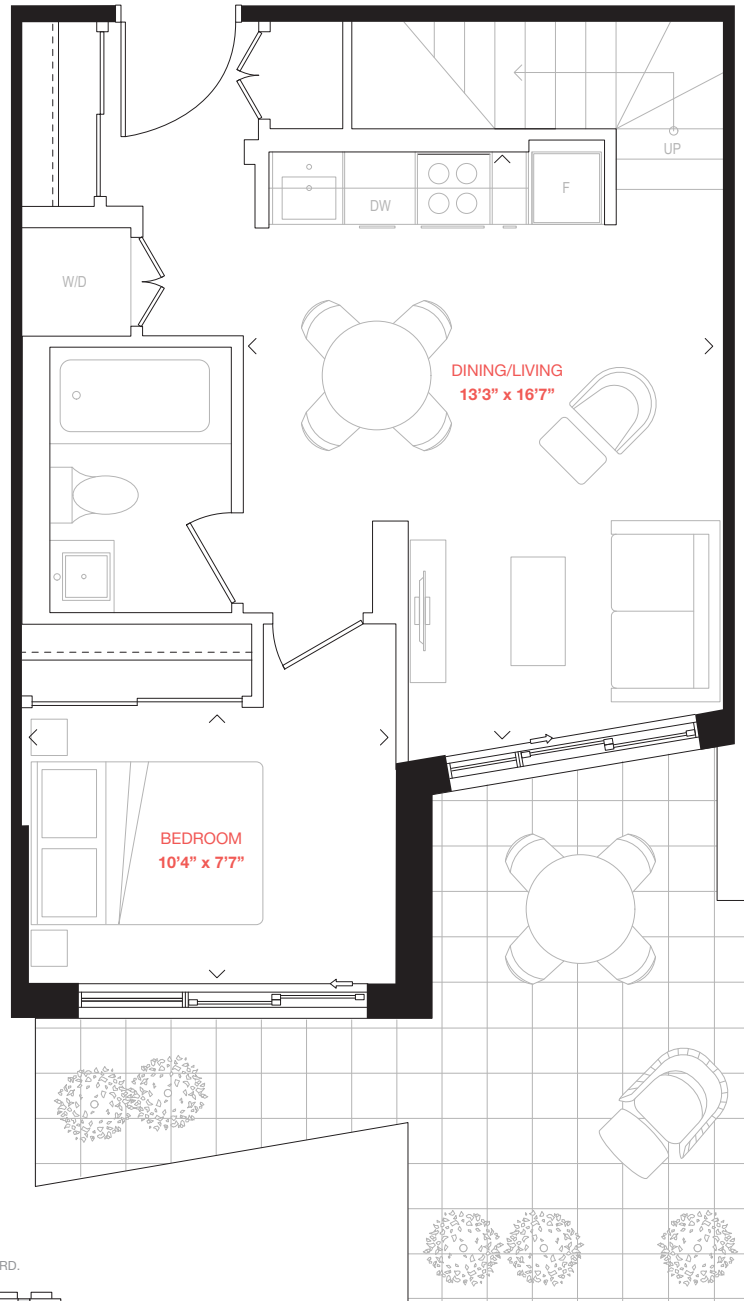 UP
DW
F
W/D
DINING/LIVING
13'3” x 16'7”
BEDROOM
10'4” x 7'7”
RD.